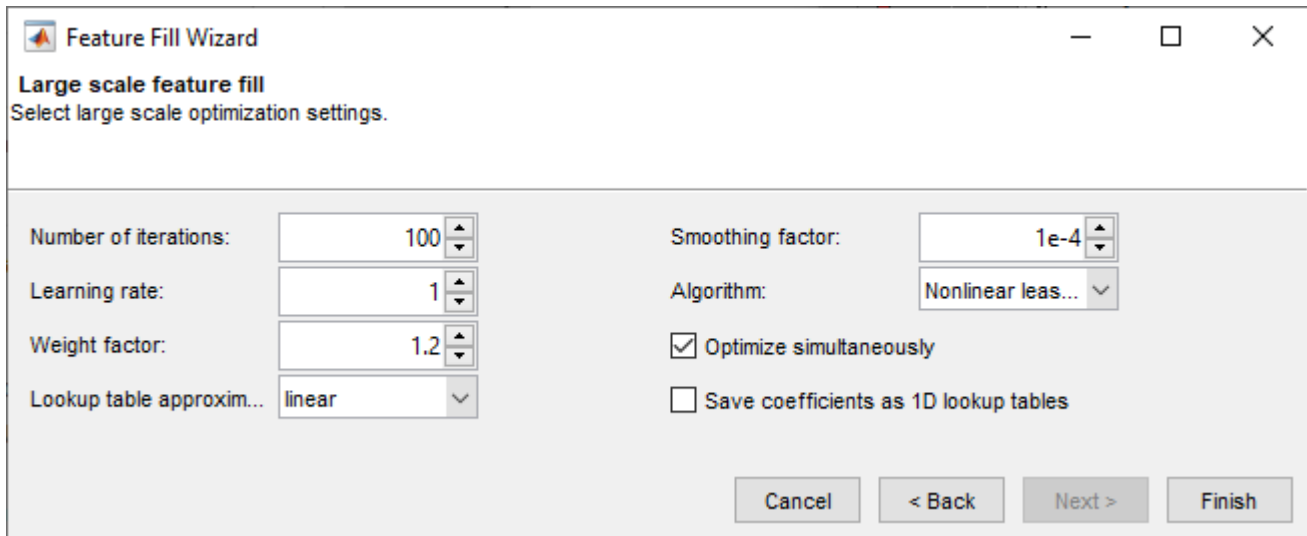 Feature Fill Wizard
Large scale feature fill
Select large scale optimization settings.
Number of iterations: 100
Smoothing factor: 1e-4
Learning rate: 1
Algorithm: Nonlinear leas...
Weight factor: 1.2
Optimize simultaneously
Lookup table approxim... linear
Save coefficients as 1D lookup tables
Cancel < Back Next > Finish